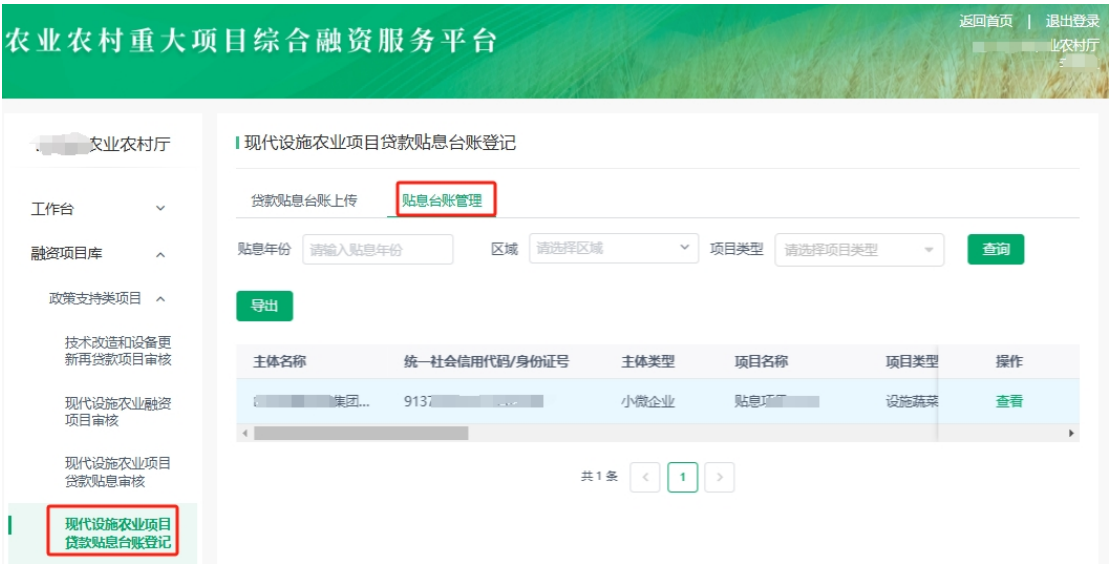 返回首页 | 退出登录
农业农村重大项目综合融资服务平台
业农村厅
农业农村厅
工作台
融资项目库
政策支持类项目
技术改造和设备更
新再贷款项目审核
现代设施农业融资
项目审核
现代设施农业项目
贷款贴息审核
现代设施农业项目
贷款贴息台账登记
现代设施农业项目贷款贴息台账登记
贷款贴息台账上传 贴息台账管理
贴息年份 请输入贴息年份 区域 请选择区域 项目类型 请选择项目类型 查询
导出
主体名称 统一社会信用代码/身份证号 主体类型 项目名称 项目类型 操作
集团... 9137 小微企业 贴息项 设施蔬菜 查看
共1条 < 1 >